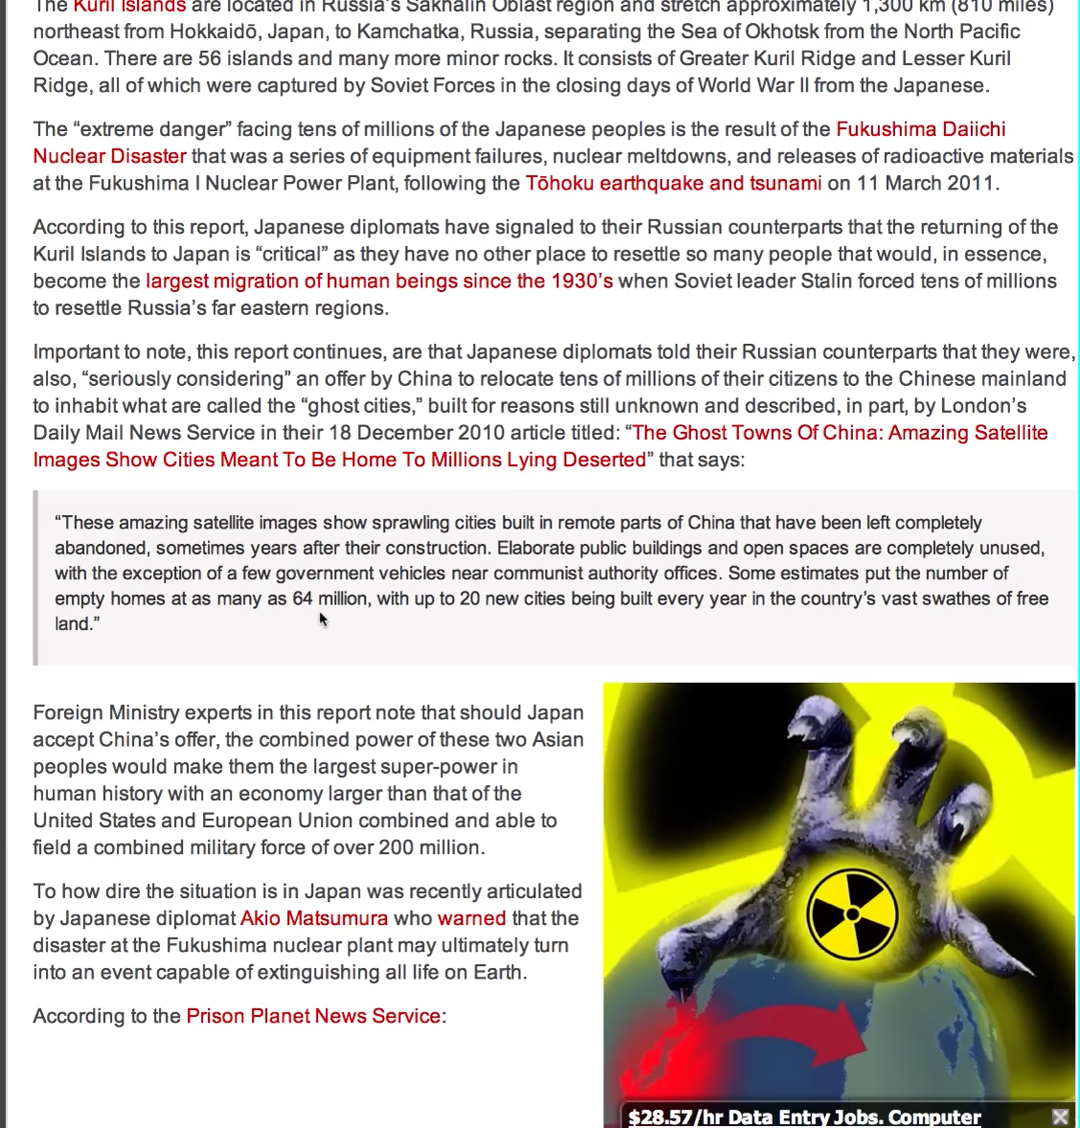 The Kuril Islands are located in Russia's Sakhalin Oblast region and stretch approximately 1,300 km (810 miles)
northeast from Hokkaidō, Japan, to Kamchatka, Russia, separating the Sea of Okhotsk from the North Pacific
Ocean. There are 56 islands and many more minor rocks. It consists of Greater Kuril Ridge and Lesser Kuril
Ridge, all of which were captured by Soviet Forces in the closing days of World War II from the Japanese.
The “extreme danger” facing tens of millions of the Japanese peoples is the result of the Fukushima Daiichi
Nuclear Disaster that was a series of equipment failures, nuclear meltdowns, and releases of radioactive materials
at the Fukushima I Nuclear Power Plant, following the Tōhoku earthquake and tsunami on 11 March 2011.
According to this report, Japanese diplomats have signaled to their Russian counterparts that the returning of the
Kuril Islands to Japan is “critical” as they have no other place to resettle so many people that would, in essence,
become the largest migration of human beings since the 1930’s when Soviet leader Stalin forced tens of millions
to resettle Russia’s far eastern regions.
Important to note, this report continues, are that Japanese diplomats told their Russian counterparts that they were,
also, “seriously considering” an offer by China to relocate tens of millions of their citizens to the Chinese mainland
to inhabit what are called the “ghost cities,” built for reasons still unknown and described, in part, by London’s
Daily Mail News Service in their 18 December 2010 article titled: “The Ghost Towns Of China: Amazing Satellite
Images Show Cities Meant To Be Home To Millions Lying Deserted” that says:
“These amazing satellite images show sprawling cities built in remote parts of China that have been left completely
abandoned, sometimes years after their construction. Elaborate public buildings and open spaces are completely unused,
with the exception of a few government vehicles near communist authority offices. Some estimates put the number of
empty homes at as many as 64 million, with up to 20 new cities being built every year in the country’s vast swathes of free
land.”
Foreign Ministry experts in this report note that should Japan
accept China’s offer, the combined power of these two Asian
peoples would make them the largest super-power in
human history with an economy larger than that of the
United States and European Union combined and able to
field a combined military force of over 200 million.
To how dire the situation is in Japan was recently articulated
by Japanese diplomat Akio Matsumura who warned that the
disaster at the Fukushima nuclear plant may ultimately turn
into an event capable of extinguishing all life on Earth.
According to the Prison Planet News Service:
$28.57/hr Data Entry Jobs. Computer